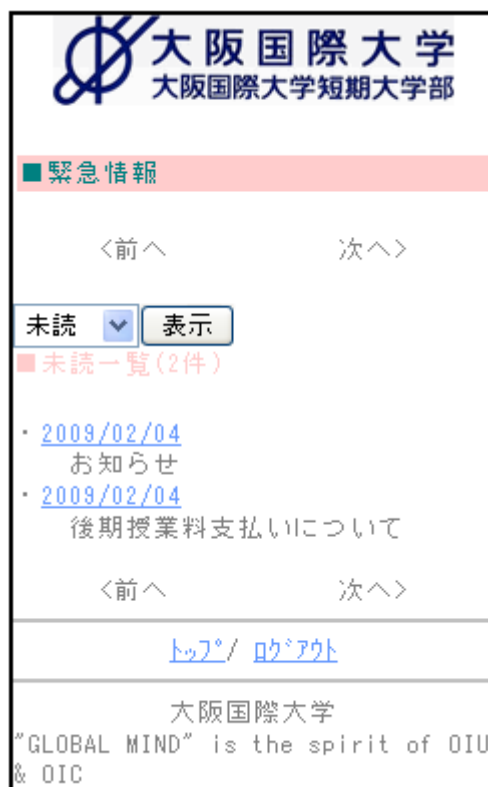 大阪国際大学
大阪国際大学短期大学部
■緊急情報
<前へ 次へ>
未読 表示
■未読一覧(2件)
・2009/02/04
お知らせ
・2009/02/04
後期授業料支払いについて
<前へ 次へ>
ﾄｯﾌﾟ/ ﾛｸﾞｱｳﾄ
大阪国際大学
"GLOBAL MIND" is the spirit of OIU
& OIC